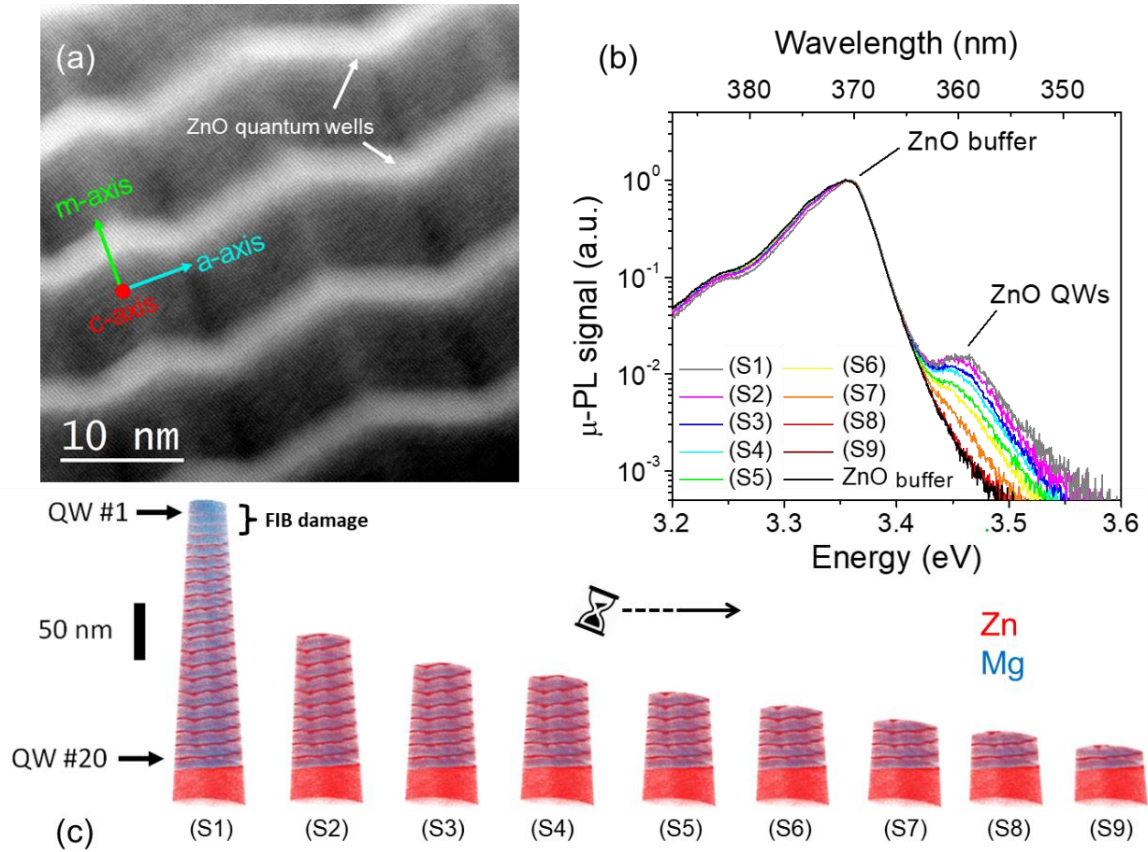 (a)
ZnO quantum wells
m-axis
a-axis
c-axis
10 nm
(b)
Wavelength (nm)
380 370 360 350
μ-PL signal (a.u.)
10⁰
10⁻¹
10⁻²
10⁻³
ZnO buffer
ZnO QWs
(S1) (S6)
(S2) (S7)
(S3) (S8)
(S4) (S9)
(S5) ZnO buffer
3.2 3.3 3.4 3.5 3.6
Energy (eV)
QW #1
FIB damage
50 nm
Zn
Mg
QW #20
(c)
(S1) (S2) (S3) (S4) (S5) (S6) (S7) (S8) (S9)